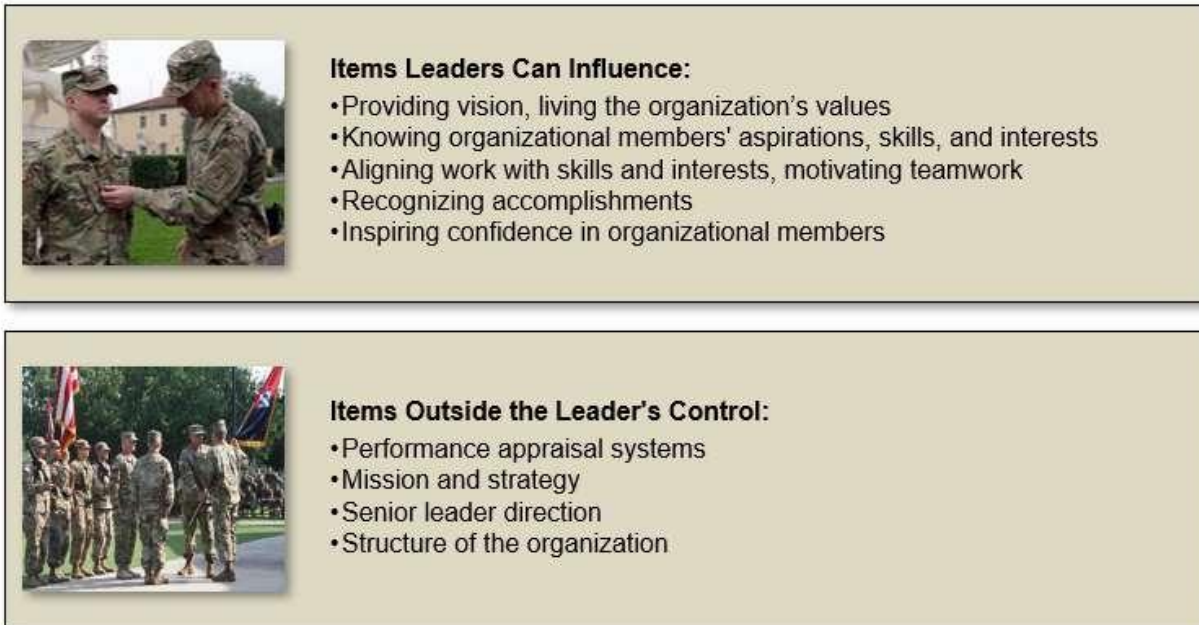 Items Leaders Can Influence:
•Providing vision, living the organization’s values
•Knowing organizational members' aspirations, skills, and interests
•Aligning work with skills and interests, motivating teamwork
•Recognizing accomplishments
•Inspiring confidence in organizational members
Items Outside the Leader's Control:
•Performance appraisal systems
•Mission and strategy
•Senior leader direction
•Structure of the organization